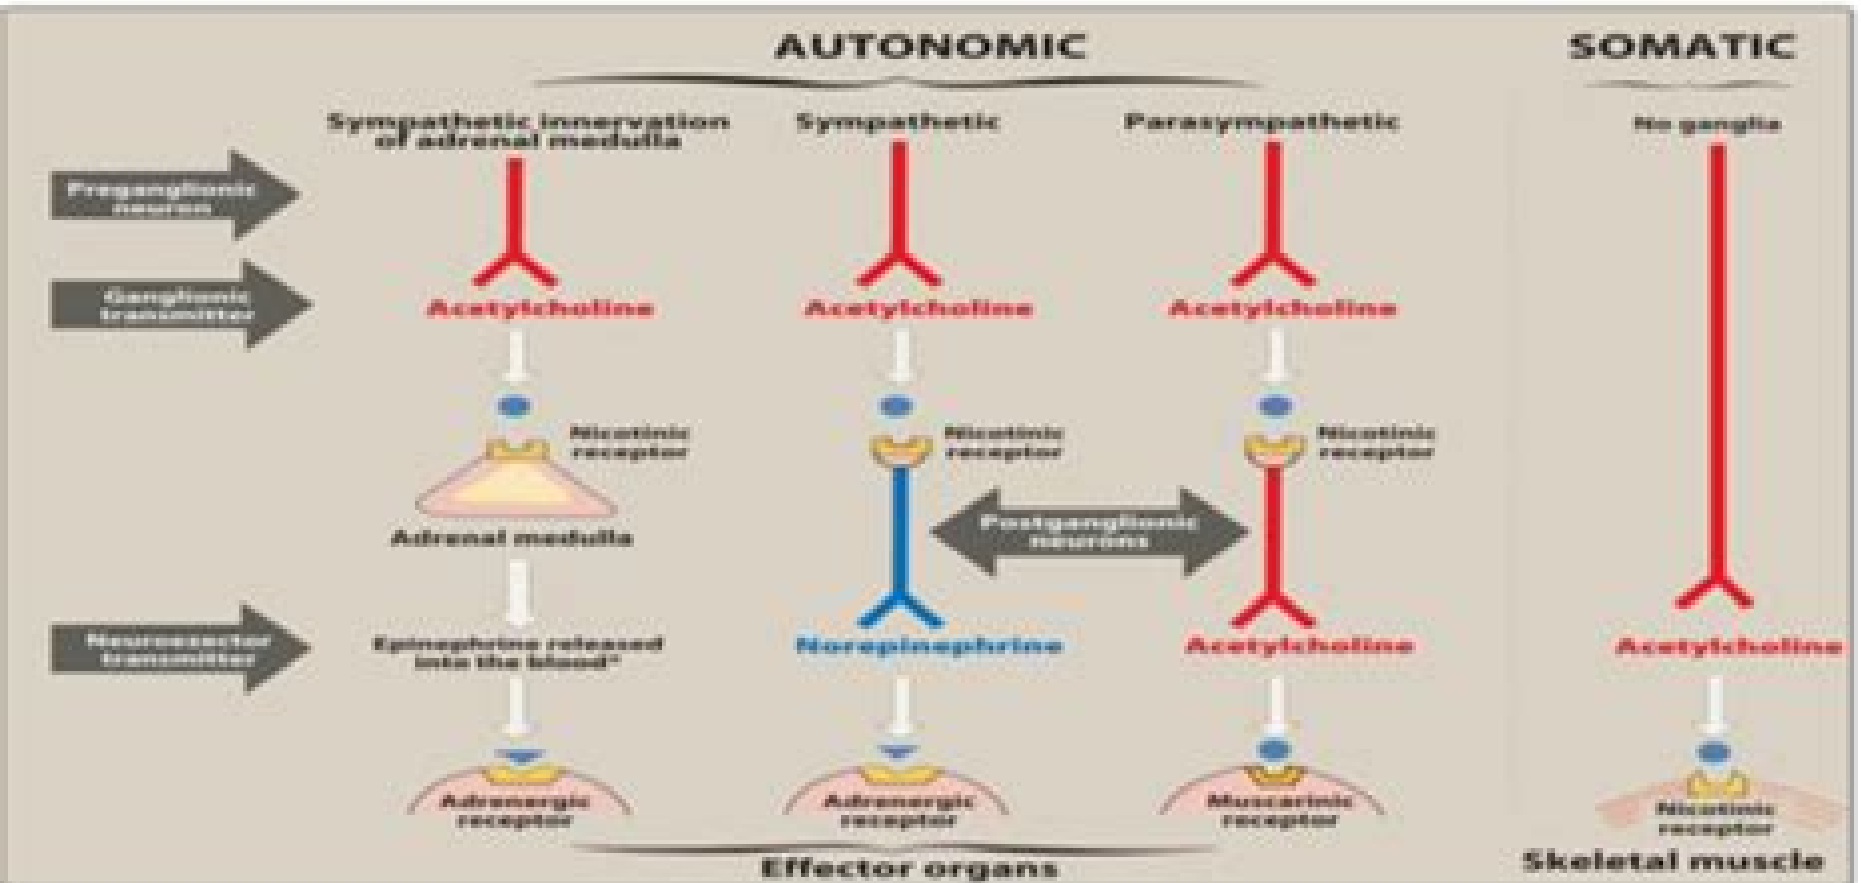 AUTONOMIC
SOMATIC
Sympathetic innervation
of adrenal medulla
Sympathetic
Parasympathetic
No ganglia
Preganglionic
neuron
Ganglionic
transmitter
Acetylcholine
Acetylcholine
Acetylcholine
Nicotinic
receptor
Nicotinic
receptor
Nicotinic
receptor
Adrenal medulla
Postganglionic
neurons
Neuroeffector
transmitter
Epinephrine released
into the blood*
Norepinephrine
Acetylcholine
Acetylcholine
Adrenergic
receptor
Adrenergic
receptor
Muscarinic
receptor
Nicotinic
receptor
Effector organs
Skeletal muscle